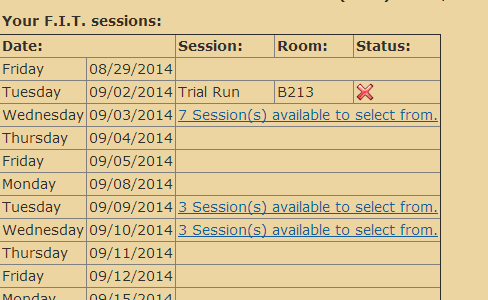 Your F.I.T. sessions:
Date: Session: Room: Status:
Friday 08/29/2014
Tuesday 09/02/2014 Trial Run B213
Wednesday 09/03/2014 7 Session(s) available to select from.
Thursday 09/04/2014
Friday 09/05/2014
Monday 09/08/2014
Tuesday 09/09/2014 3 Session(s) available to select from.
Wednesday 09/10/2014 3 Session(s) available to select from.
Thursday 09/11/2014
Friday 09/12/2014
Monday 09/15/2014